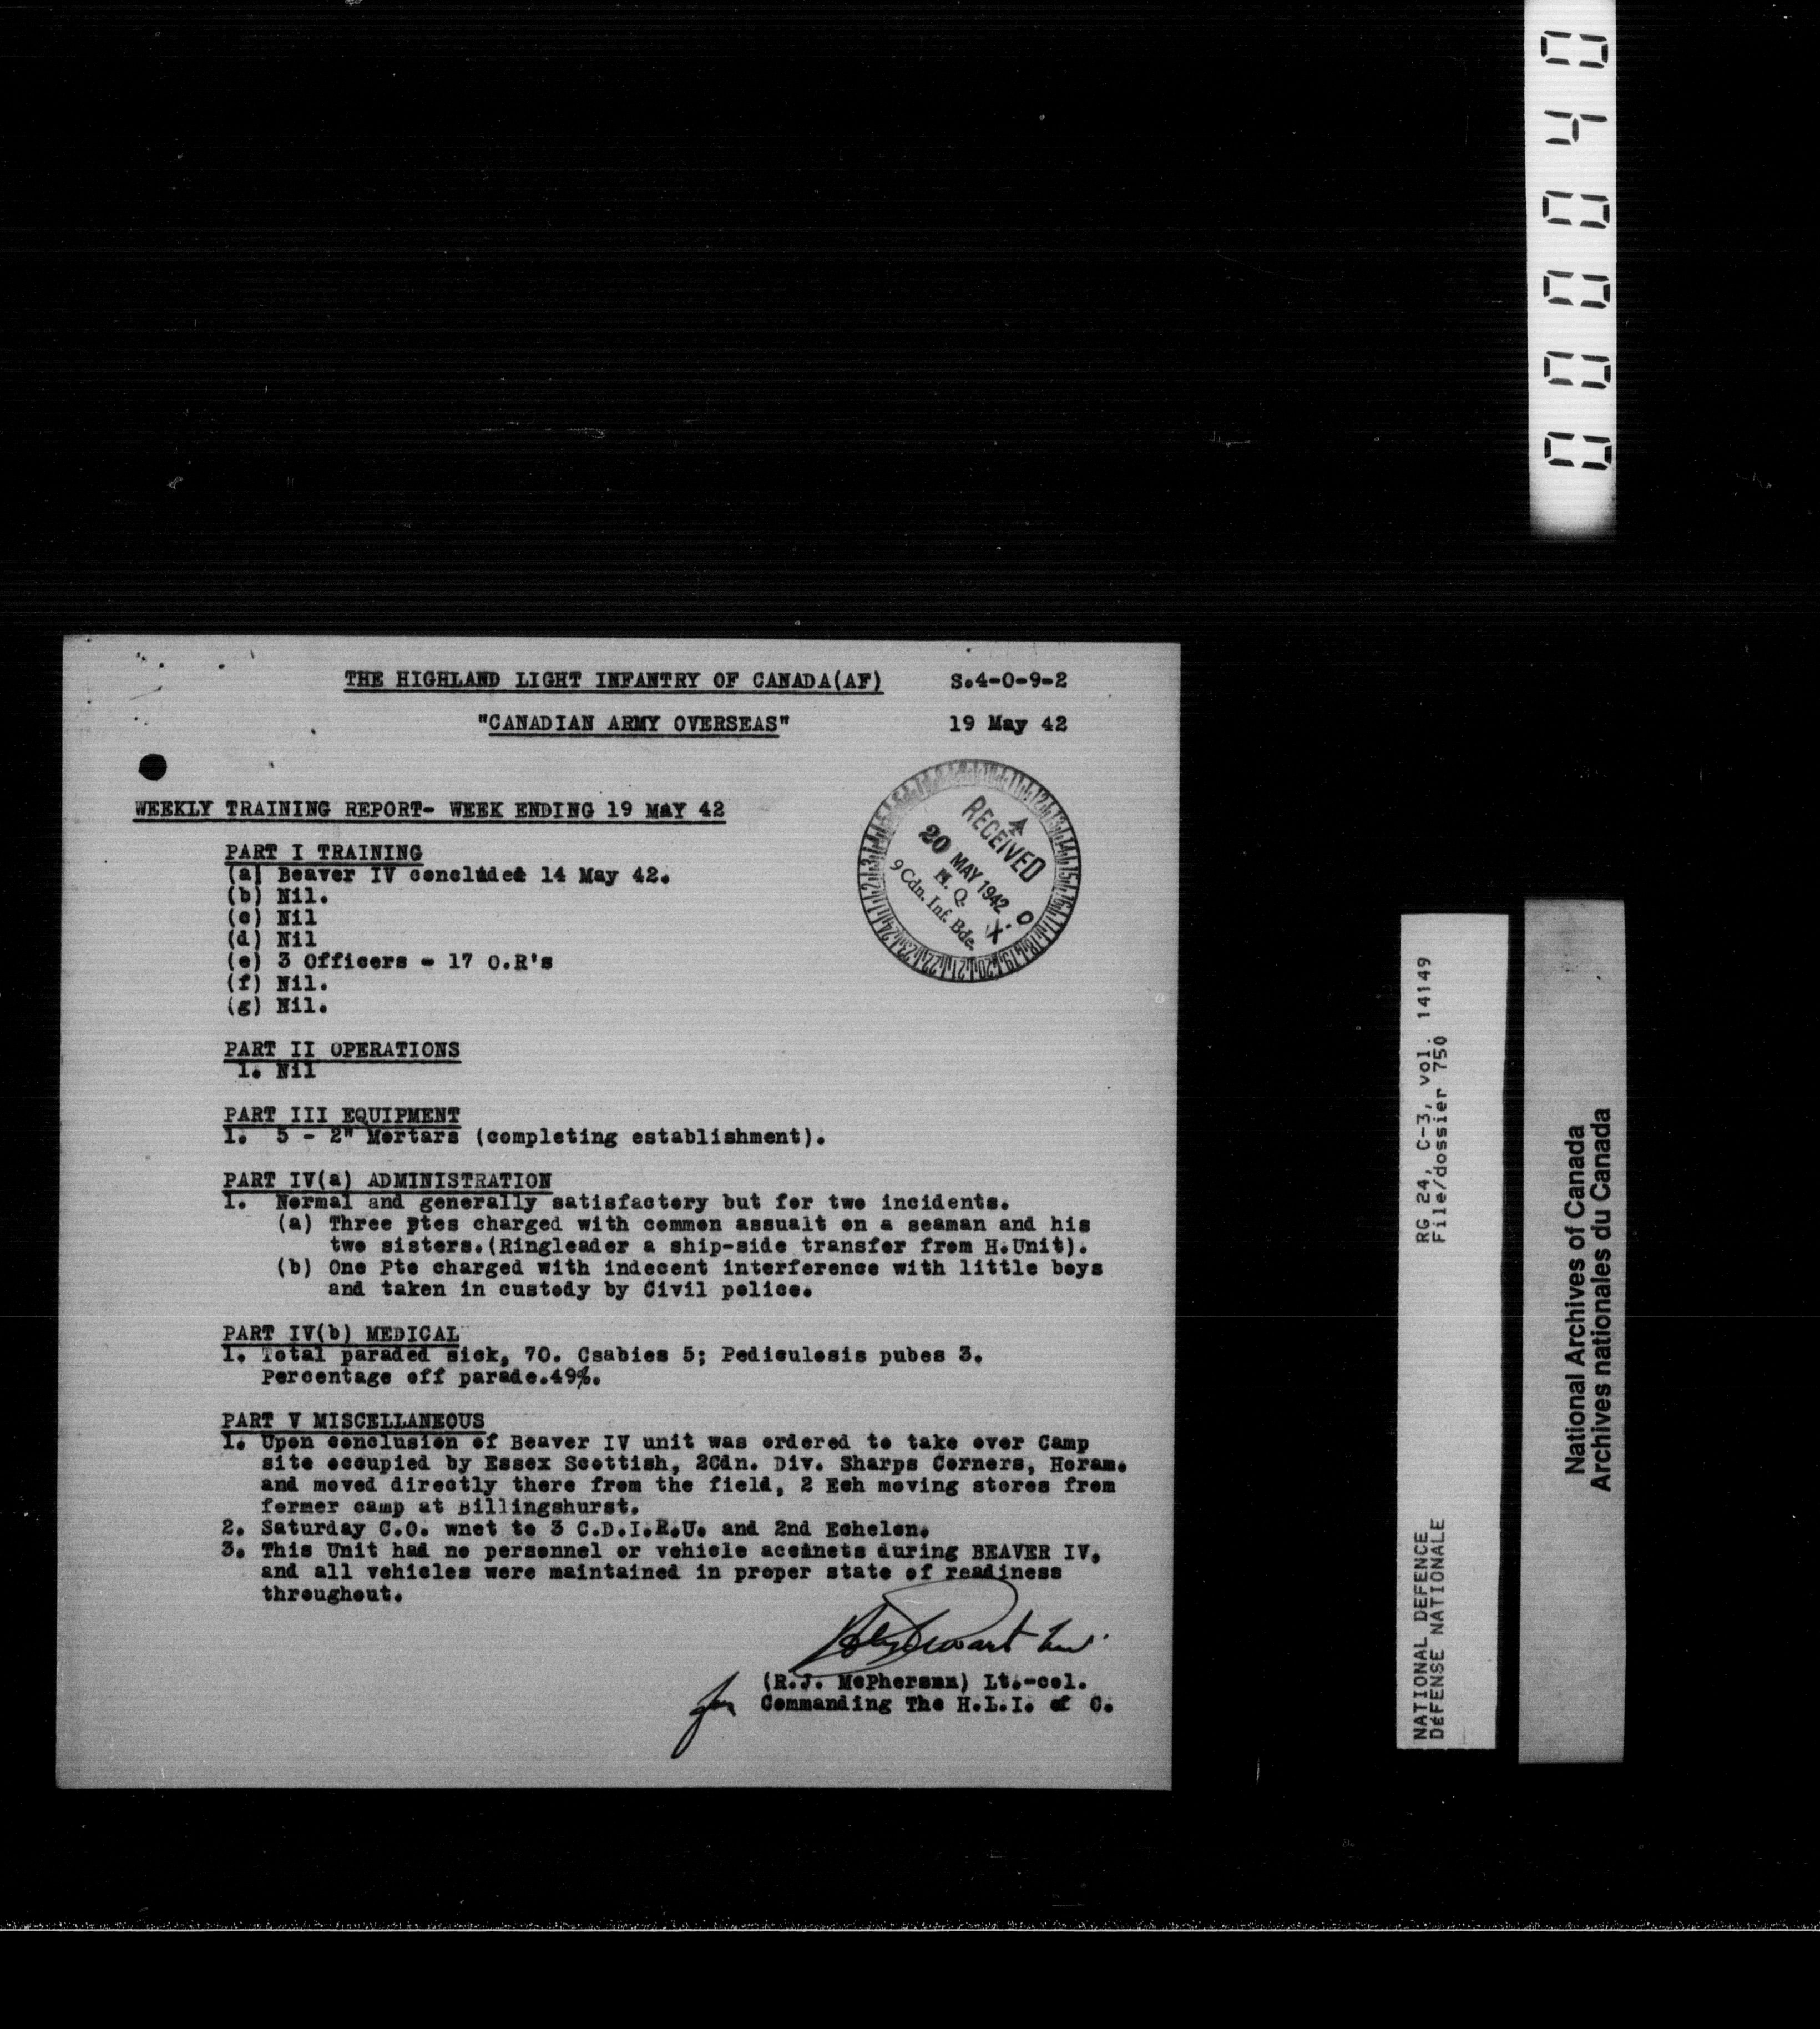 000040
THE HIGHLAND LIGHT INFANTRY OF CANADA(AF) S.4-0-9-2
"CANADIAN ARMY OVERSEAS" 19 May 42
WEEKLY TRAINING REPORT- WEEK ENDING 19 MAY 42
RECEIVED
20 MAY 1942
H. Q.
9 Cdn. Inf. Bde.
PART I TRAINING
(a) Beaver IV concluded 14 May 42.
(b) Nil.
(c) Nil
(d) Nil
(e) 3 Officers - 17 O.R's
(f) Nil.
(g) Nil.
PART II OPERATIONS
1. Nil
PART III EQUIPMENT
1. 5 - 2" Mortars (completing establishment).
PART IV(a) ADMINISTRATION
1. Normal and generally satisfactory but for two incidents.
(a) Three ptes charged with common assualt on a seaman and his
two sisters.(Ringleader a ship-side transfer from H.Unit).
(b) One Pte charged with indecent interference with little boys
and taken in custody by Civil police.
PART IV(b) MEDICAL
1. Total paraded sick, 70. Csabies 5; Pediculosis pubes 3.
Percentage off parade.49%.
PART V MISCELLANEOUS
1. Upon conclusion of Beaver IV unit was ordered to take over Camp
site occupied by Essex Scottish, 2Cdn. Div. Sharps Corners, Horam.
and moved directly there from the field, 2 Ech moving stores from
former camp at Billingshurst.
2. Saturday C.O. wnet to 3 C.D.I.R.U. and 2nd Echelon.
3. This Unit had no personnel or vehicle accinets during BEAVER IV,
and all vehicles were maintained in proper state of readiness
throughout.
(R.J. McPhersnn) Lt.-col.
for Commanding The H.L.I. of C.
NATIONAL DEFENCE RG 24, C-3, vol. 14149
DéFENSE NATIONALE File/dossier 750
National Archives of Canada
Archives nationales du Canada